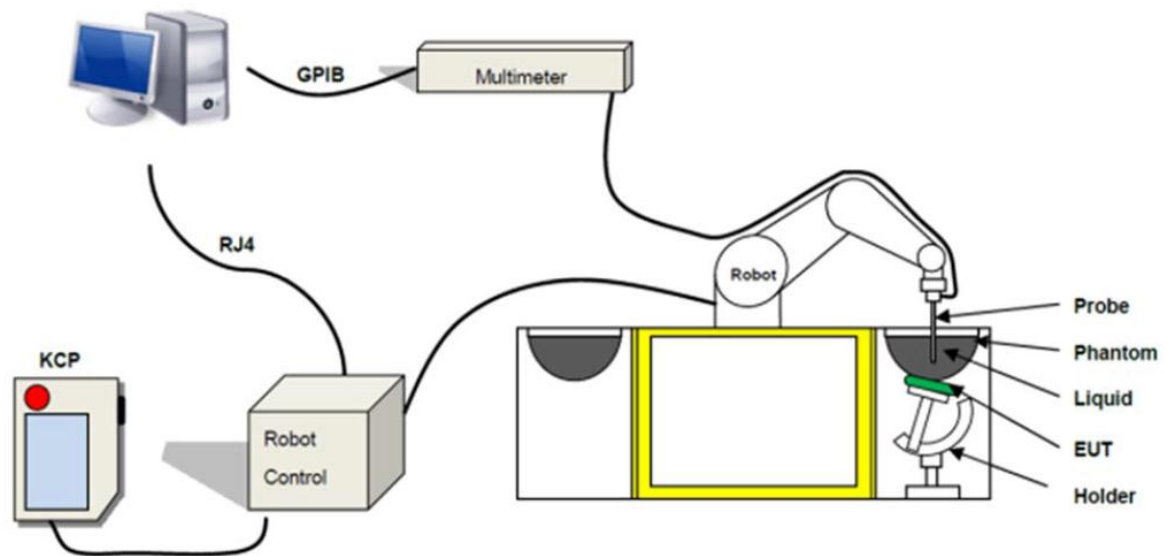 GPIB
Multimeter
RJ4
Robot
Probe
Phantom
Liquid
EUT
Holder
KCP
Robot
Control